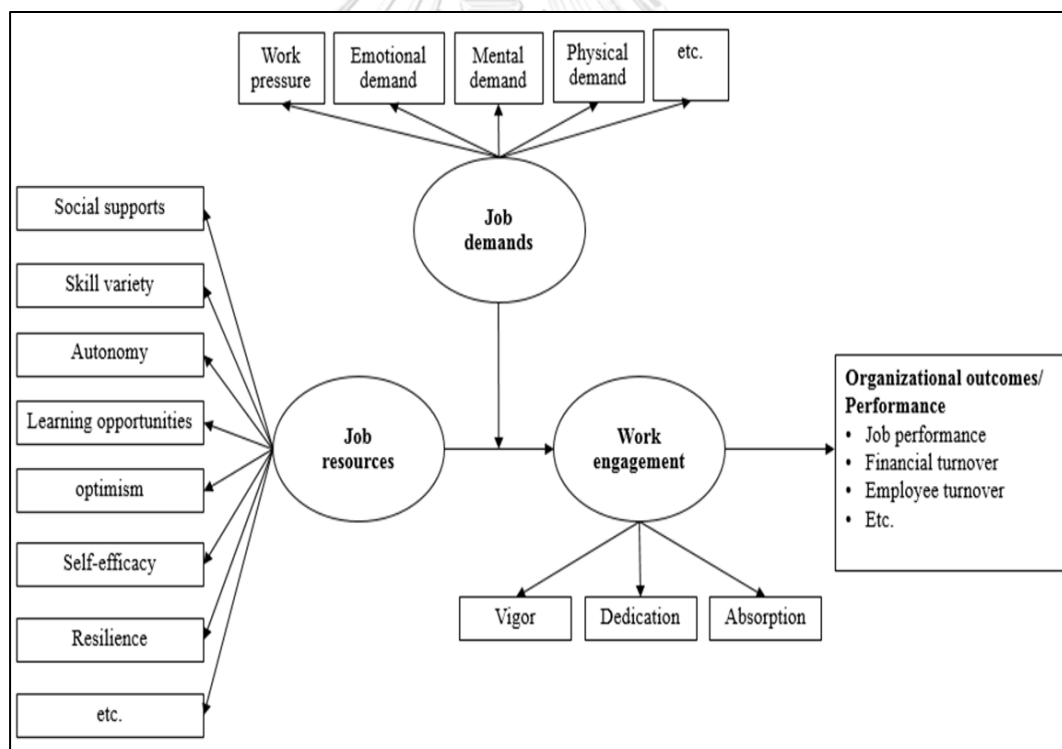 Work
pressure
Emotional
demand
Mental
demand
Physical
demand
etc.
Job
demands
Social supports
Skill variety
Autonomy
Learning opportunities
optimism
Self-efficacy
Resilience
etc.
Job
resources
Work
engagement
Organizational outcomes/
Performance
• Job performance
• Financial turnover
• Employee turnover
• Etc.
Vigor
Dedication
Absorption